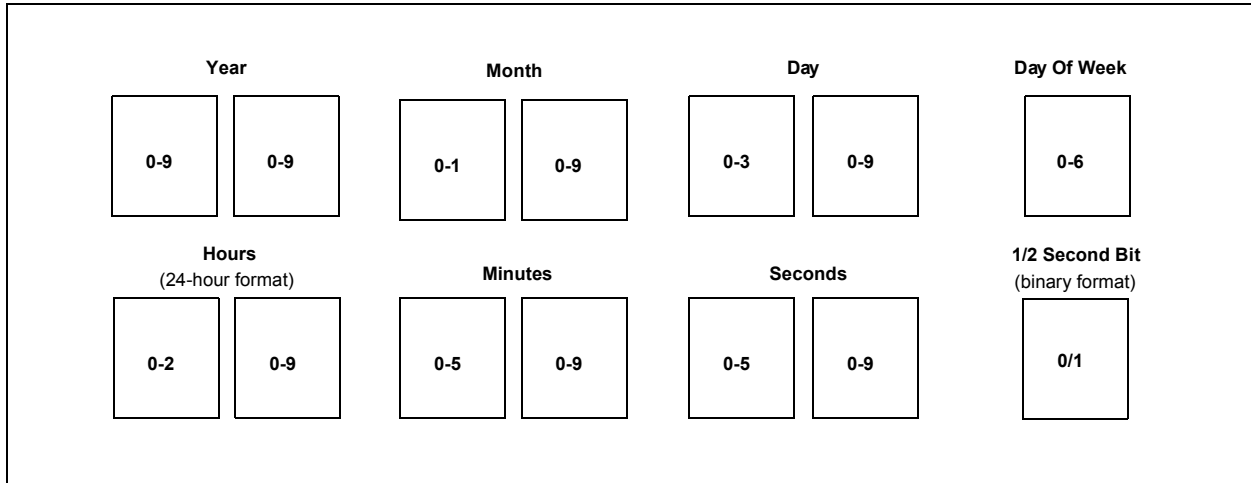 Year Month Day Day Of Week
0-9 0-9 0-1 0-9 0-3 0-9 0-6
Hours Minutes Seconds 1/2 Second Bit
(24-hour format) (binary format)
0-2 0-9 0-5 0-9 0-5 0-9 0/1